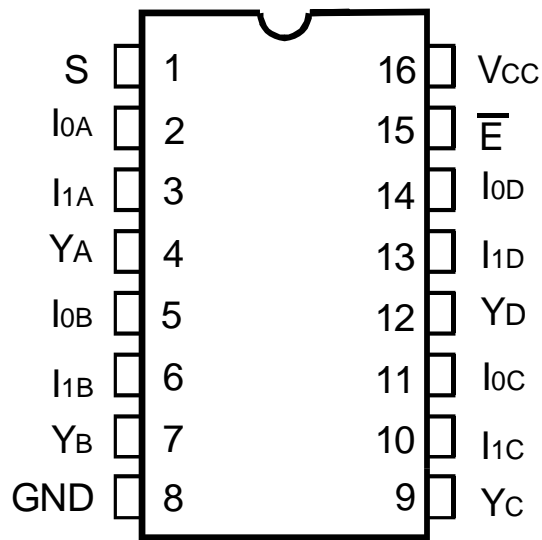 S 1 16 VCC
I0A 2 15 E̅
I1A 3 14 I0D
YA 4 13 I1D
I0B 5 12 YD
I1B 6 11 I0C
YB 7 10 I1C
GND 8 9 YC